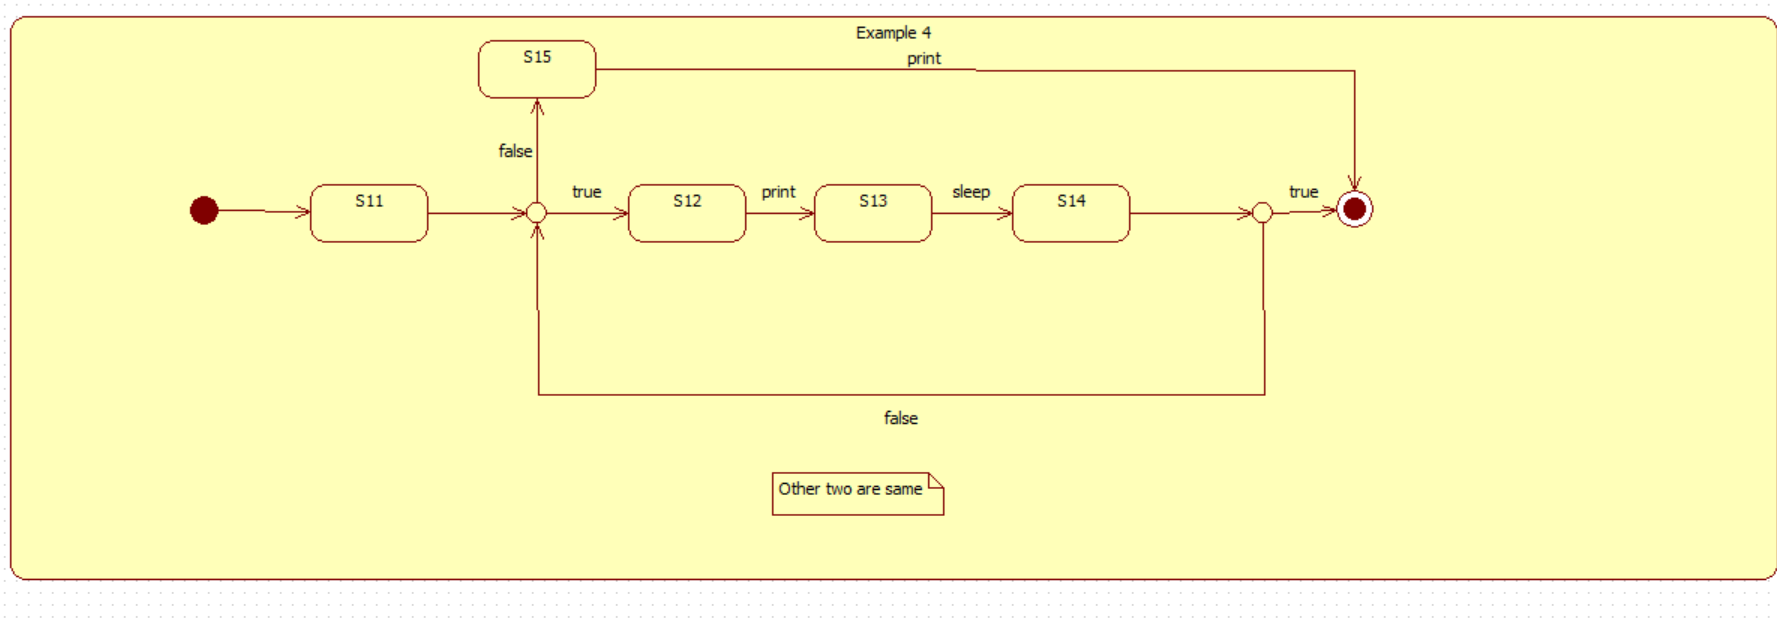 Example 4
S15
print
false
true
print
sleep
true
S11
S12
S13
S14
false
Other two are same